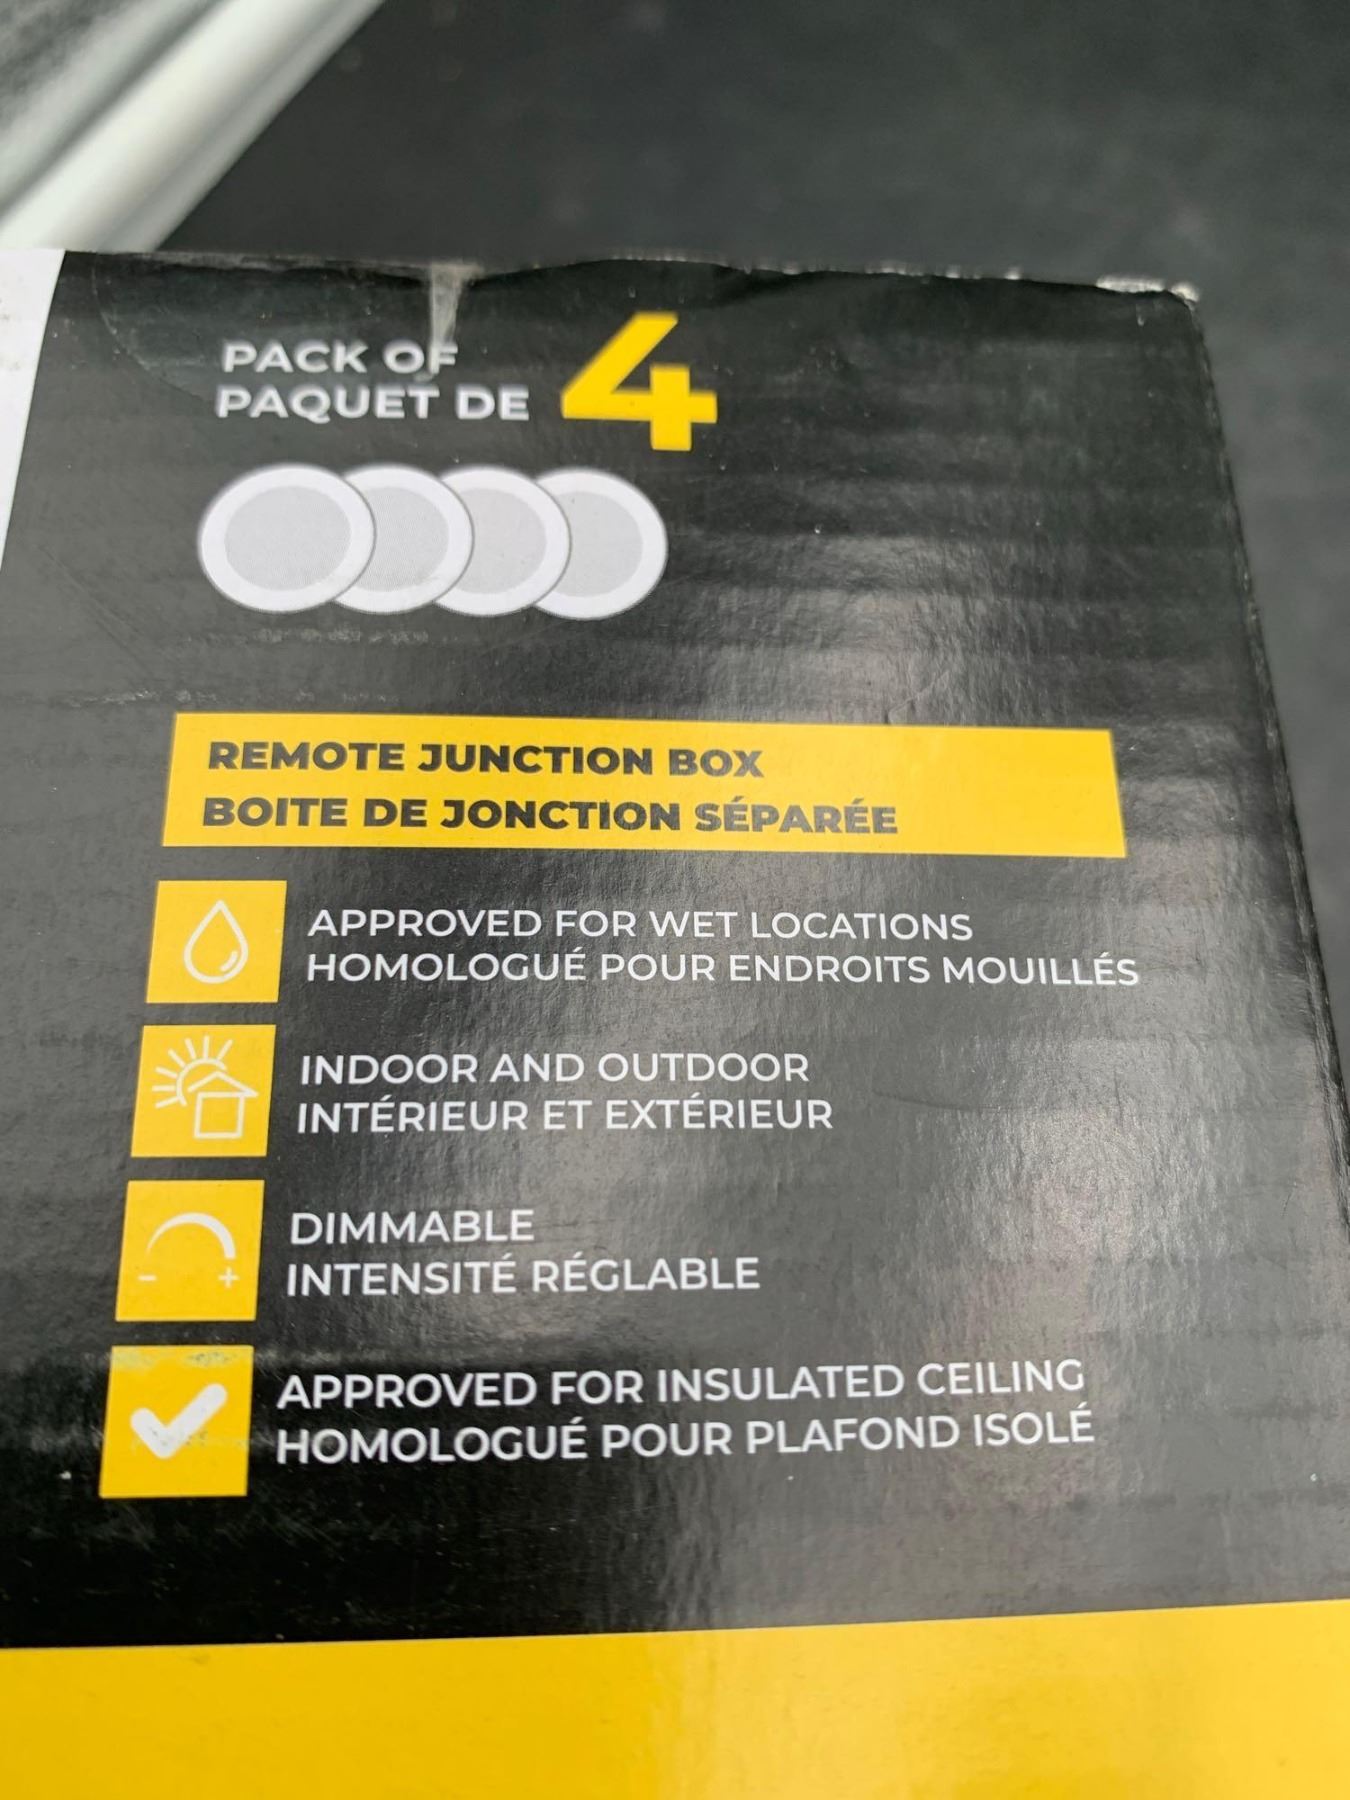 PACK OF
PAQUET DE 4
REMOTE JUNCTION BOX
BOITE DE JONCTION SÉPARÉE
APPROVED FOR WET LOCATIONS
HOMOLOGUÉ POUR ENDROITS MOUILLÉS
INDOOR AND OUTDOOR
INTÉRIEUR ET EXTÉRIEUR
DIMMABLE
INTENSITÉ RÉGLABLE
- +
APPROVED FOR INSULATED CEILING
HOMOLOGUÉ POUR PLAFOND ISOLÉ